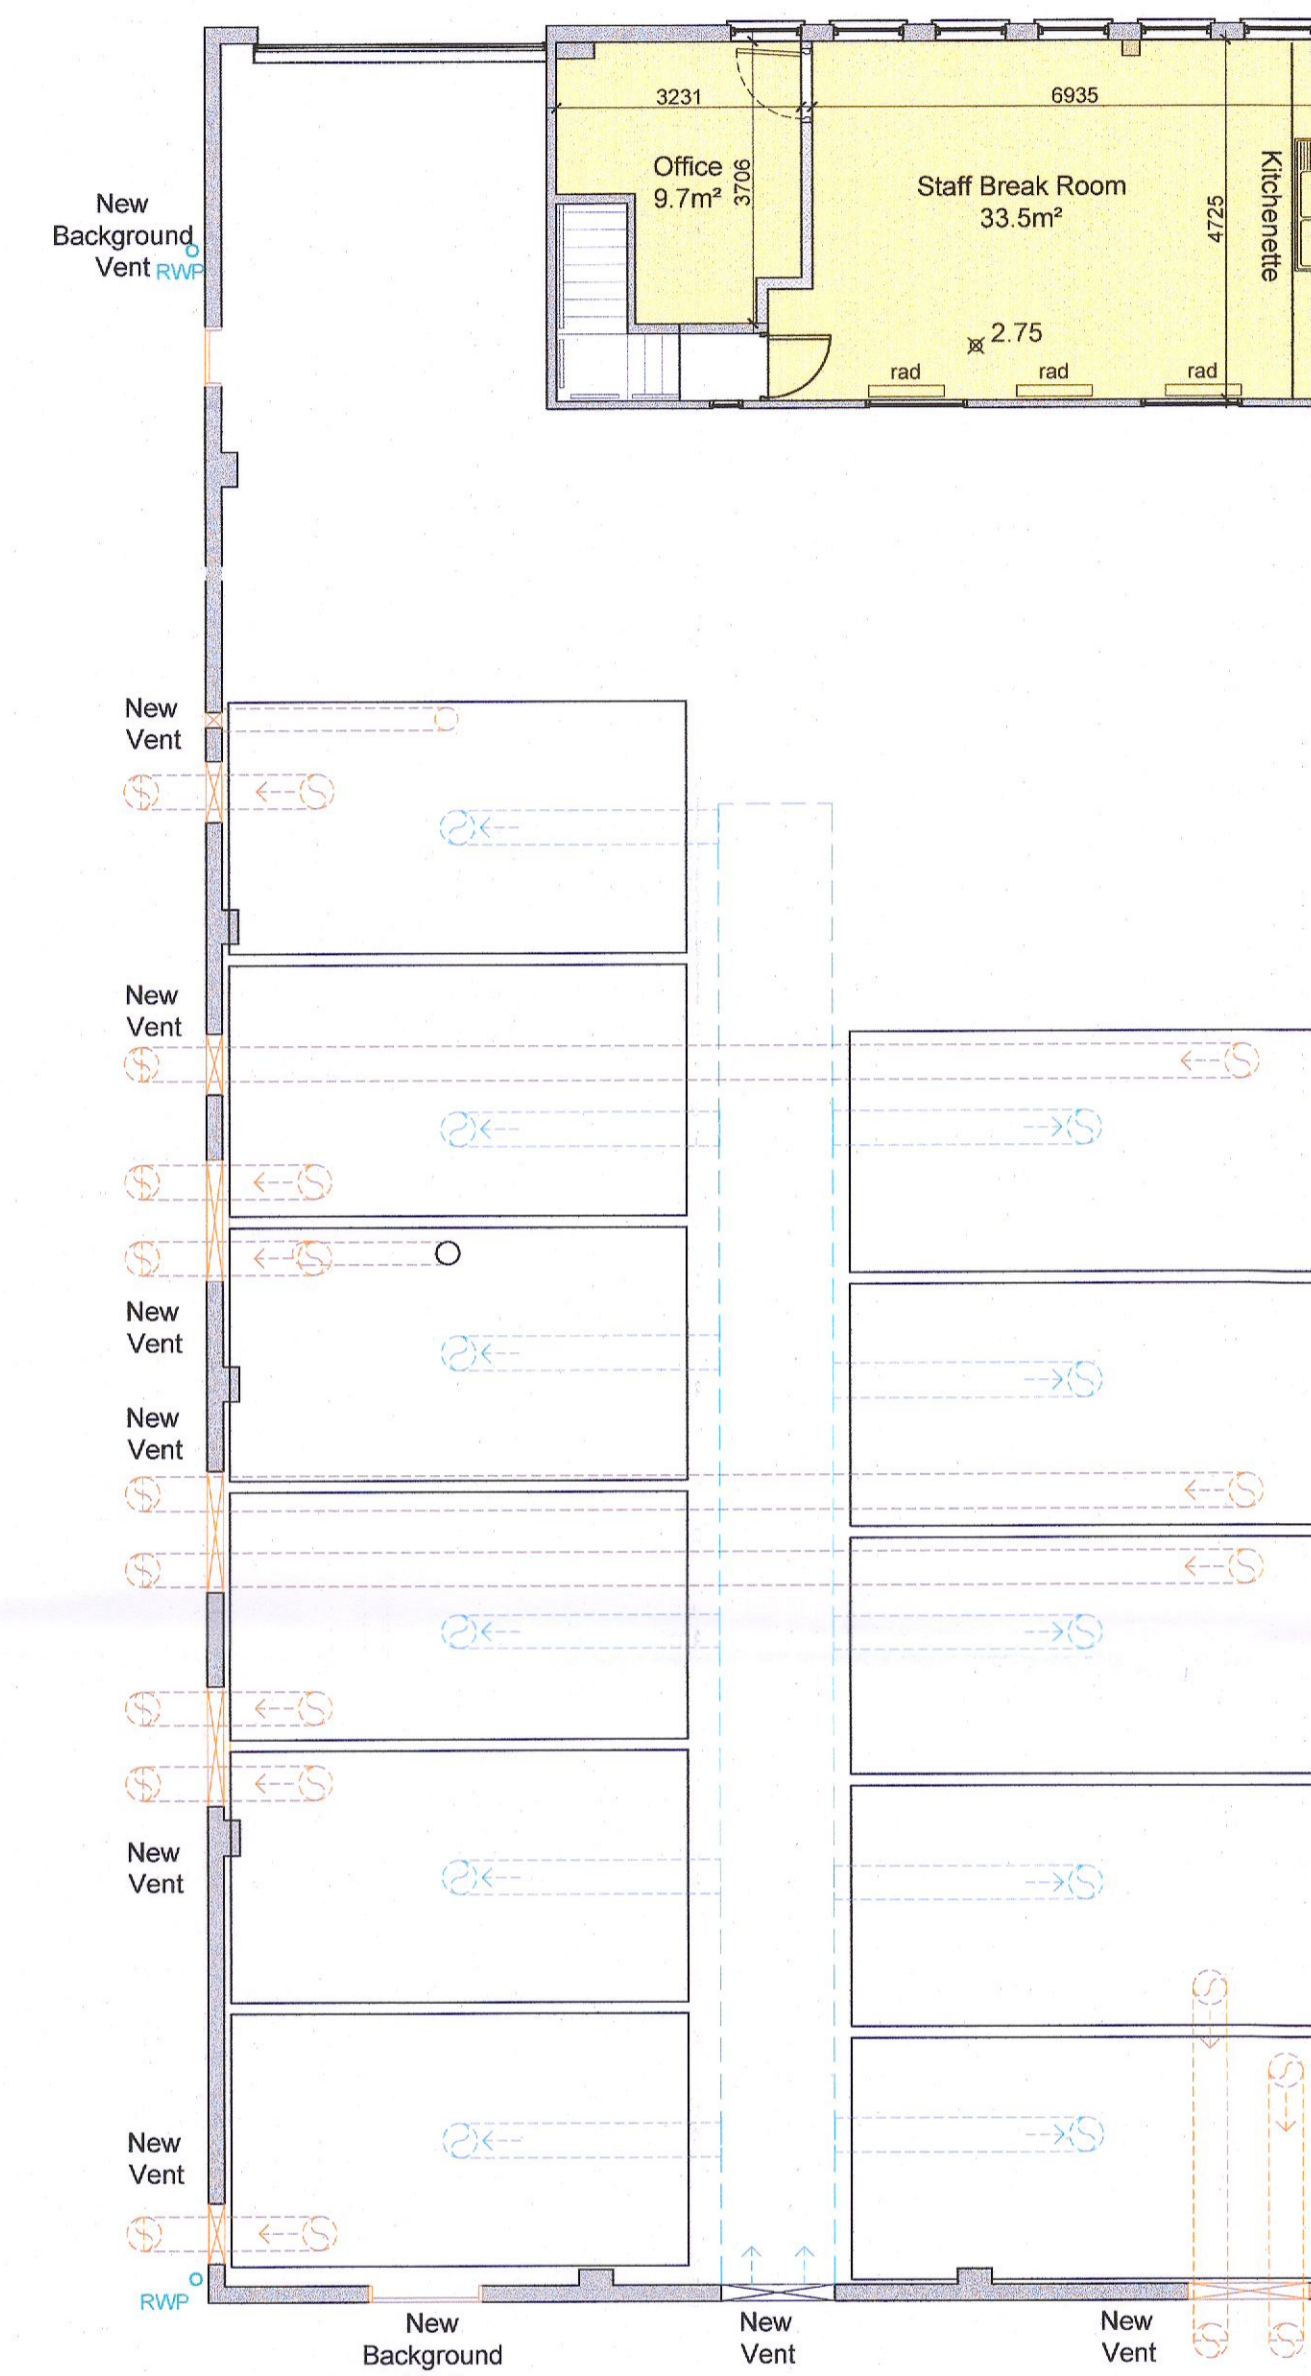 3231
6935
Office
9.7m²
3706
Staff Break Room
33.5m²
4725
Kitchenette
New
Background
Vent
RWP
2.75
rad
rad
rad
New
Vent
New
Vent
New
Vent
New
Vent
New
Vent
New
Vent
RWP
New
Background
New
Vent
New
Vent